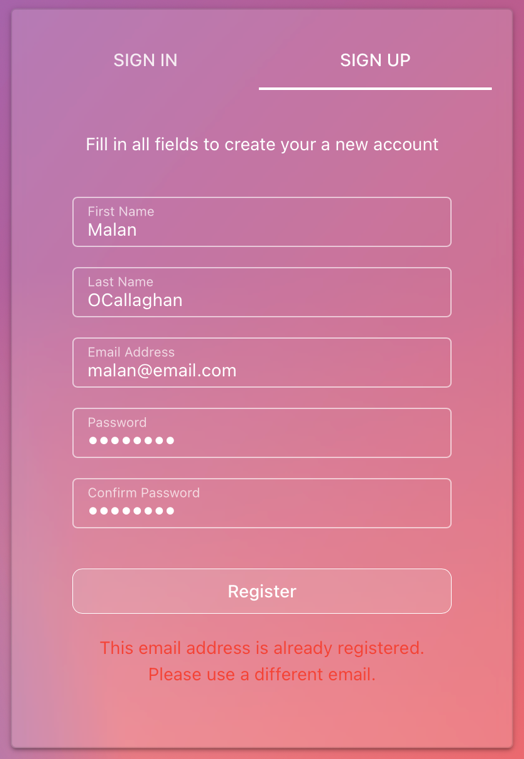 SIGN IN
SIGN UP
Fill in all fields to create your a new account
First Name
Malan
Last Name
OCallaghan
Email Address
malan@email.com
Password
••••••••
Confirm Password
••••••••
Register
This email address is already registered.
Please use a different email.